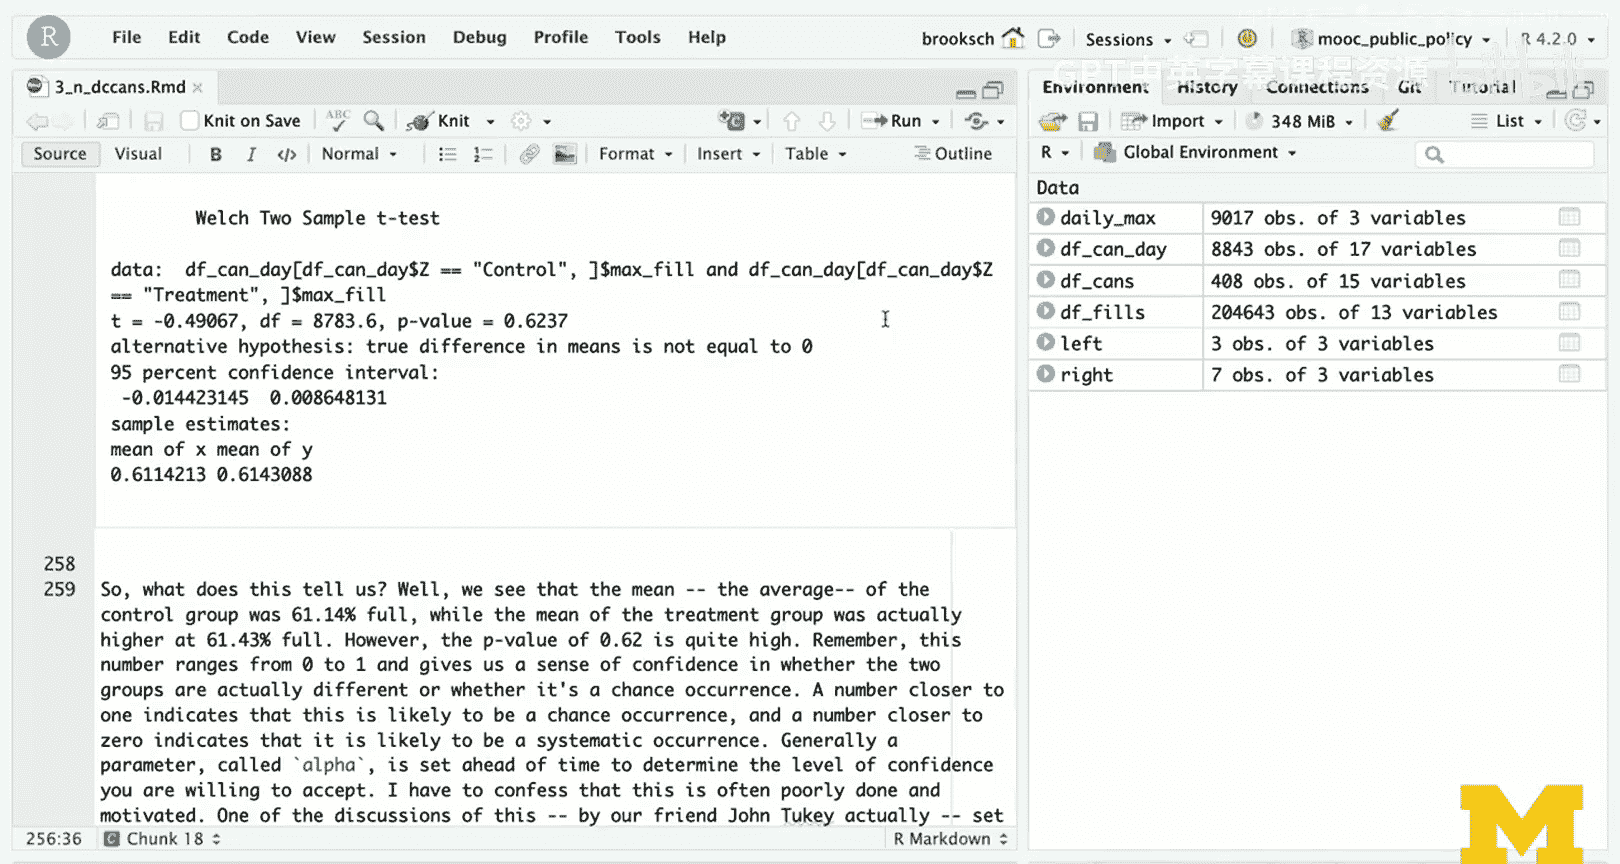 R File Edit Code View Session Debug Profile Tools Help brooksch Sessions R mooc_public_policy R 4.2.0
GPT中英字幕课程资源
3_n_dccans.Rmd
Environment History Connections Git Tutorial
Knit on Save ABC Knit Run
Import 348 MiB List
Source Visual B I </> Normal Format Insert Table Outline
R Global Environment
Data
daily_max 9017 obs. of 3 variables
df_can_day 8843 obs. of 17 variables
df_cans 408 obs. of 15 variables
df_fills 204643 obs. of 13 variables
left 3 obs. of 3 variables
right 7 obs. of 3 variables
Welch Two Sample t-test
data: df_can_day[df_can_day$Z == "Control", ]$max_fill and df_can_day[df_can_day$Z
== "Treatment", ]$max_fill
t = -0.49067, df = 8783.6, p-value = 0.6237
alternative hypothesis: true difference in means is not equal to 0
95 percent confidence interval:
-0.014423145 0.008648131
sample estimates:
mean of x mean of y
0.6114213 0.6143088
258
259 So, what does this tell us? Well, we see that the mean -- the average-- of the
control group was 61.14% full, while the mean of the treatment group was actually
higher at 61.43% full. However, the p-value of 0.62 is quite high. Remember, this
number ranges from 0 to 1 and gives us a sense of confidence in whether the two
groups are actually different or whether it's a chance occurrence. A number closer to
one indicates that this is likely to be a chance occurrence, and a number closer to
zero indicates that it is likely to be a systematic occurrence. Generally a
parameter, called `alpha`, is set ahead of time to determine the level of confidence
you are willing to accept. I have to confess that this is often poorly done and
motivated. One of the discussions of this -- by our friend John Tukey actually -- set
256:36 C Chunk 18 R Markdown
M